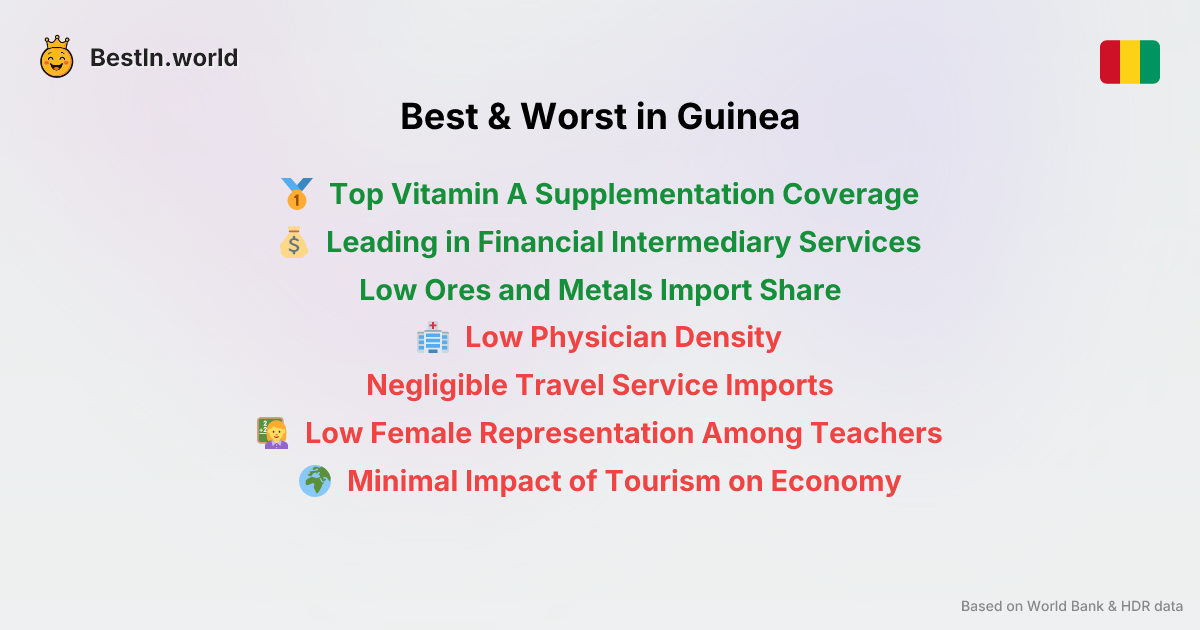 BestIn.world
Best & Worst in Guinea
Top Vitamin A Supplementation Coverage
Leading in Financial Intermediary Services
Low Ores and Metals Import Share
Low Physician Density
Negligible Travel Service Imports
Low Female Representation Among Teachers
Minimal Impact of Tourism on Economy
Based on World Bank & HDR data